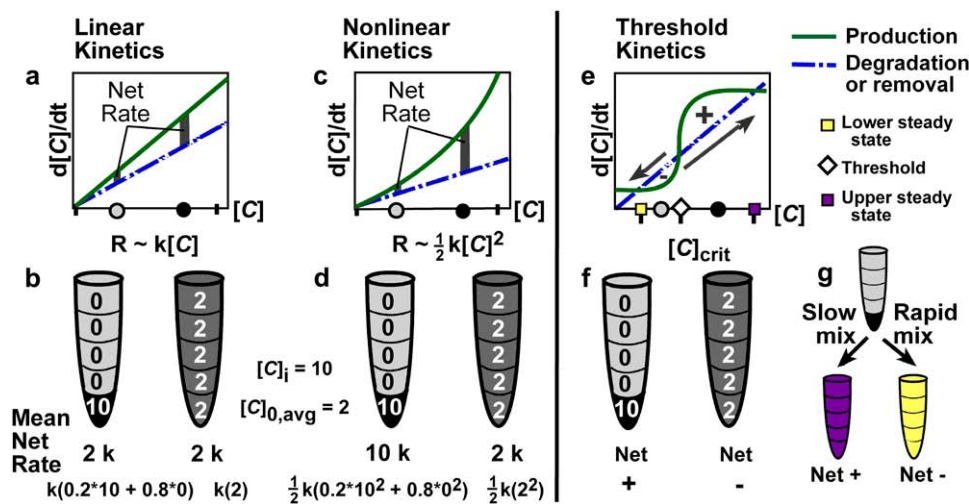 Linear
Kinetics
Nonlinear
Kinetics
Threshold
Kinetics
Production
Degradation
or removal
Lower steady
state
Threshold
Upper steady
state
a
Net
Rate
d[C]/dt
[C]
R ~ k[C]
c
Net
Rate
d[C]/dt
[C]
R ~ ½k[C]²
e
+
-
d[C]/dt
[C]
[C]crit
b
0
0
0
0
10
2
2
2
2
2
[C]i = 10
[C]0,avg = 2
d
0
0
0
0
10
2
2
2
2
2
f
0
0
0
0
10
2
2
2
2
2
g
Slow
mix
Rapid
mix
Net +
Net -
Mean
Net
Rate
2 k
2 k
10 k
2 k
Net
+
Net
-
k(0.2*10 + 0.8*0)
k(2)
½k(0.2*10² + 0.8*0²)
½k(2²)